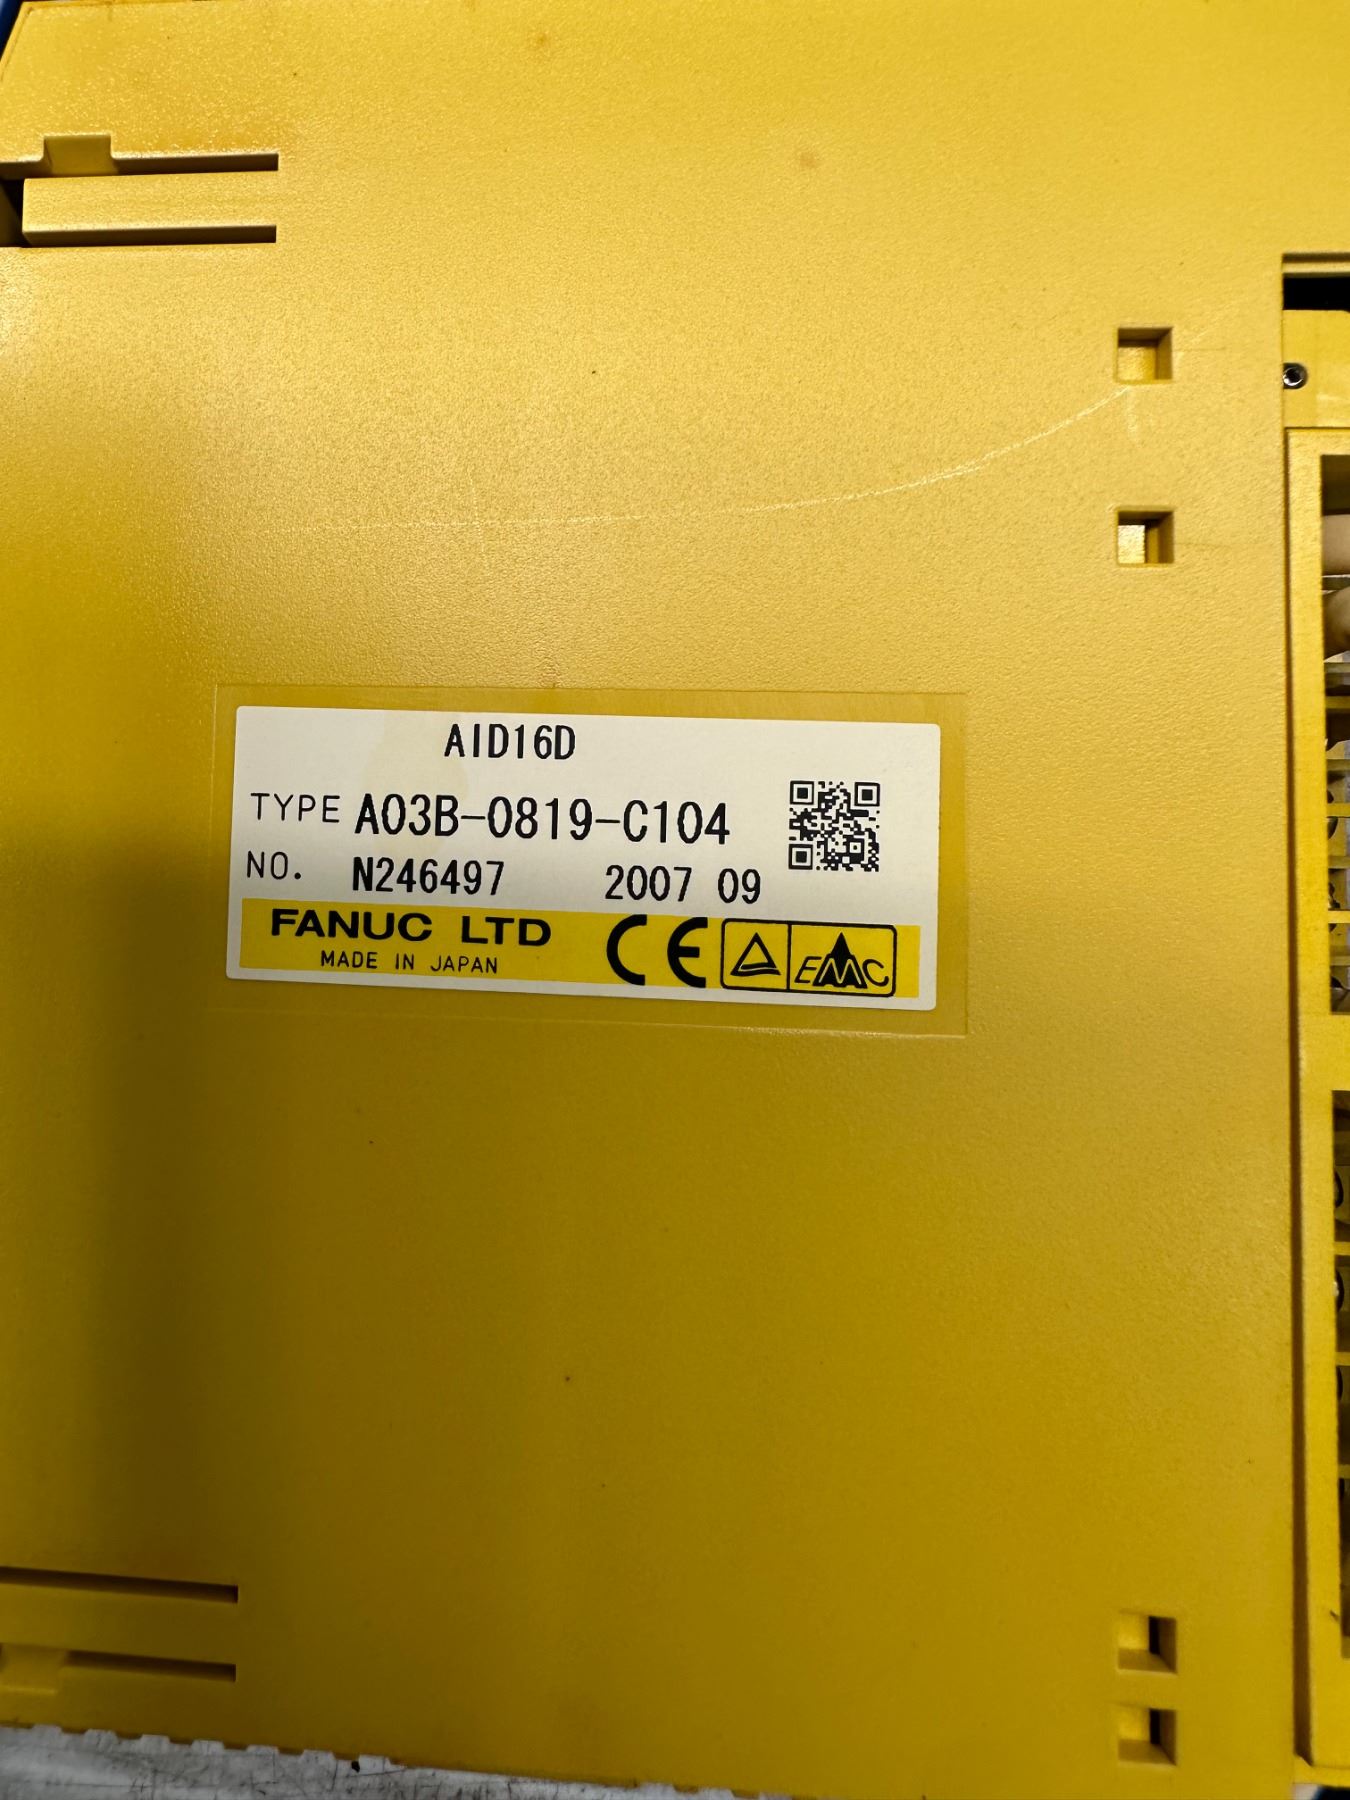 AID16D
TYPE A03B-0819-C104
NO. N246497 2007 09
FANUC LTD
MADE IN JAPAN
CE EMC